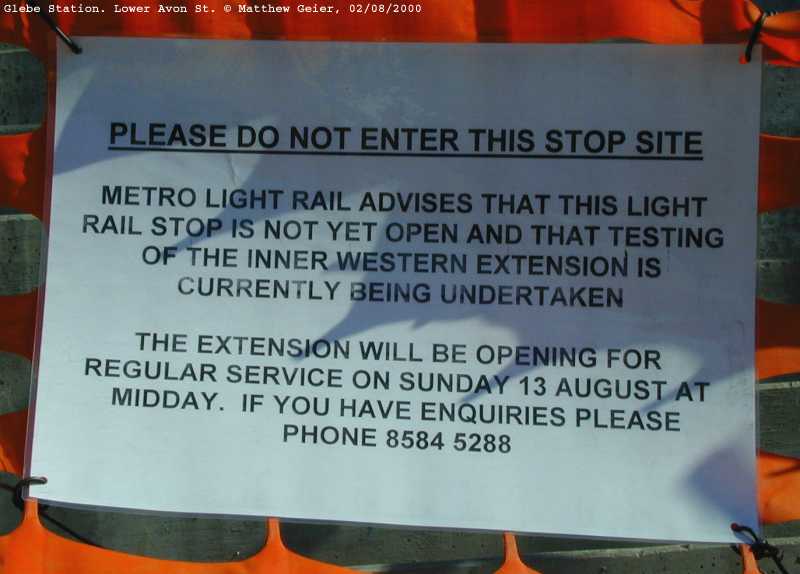 Glebe Station. Lower Avon St. © Matthew Geier, 02/08/2000
PLEASE DO NOT ENTER THIS STOP SITE
METRO LIGHT RAIL ADVISES THAT THIS LIGHT
RAIL STOP IS NOT YET OPEN AND THAT TESTING
OF THE INNER WESTERN EXTENSION IS
CURRENTLY BEING UNDERTAKEN
THE EXTENSION WILL BE OPENING FOR
REGULAR SERVICE ON SUNDAY 13 AUGUST AT
MIDDAY. IF YOU HAVE ENQUIRIES PLEASE
PHONE 8584 5288